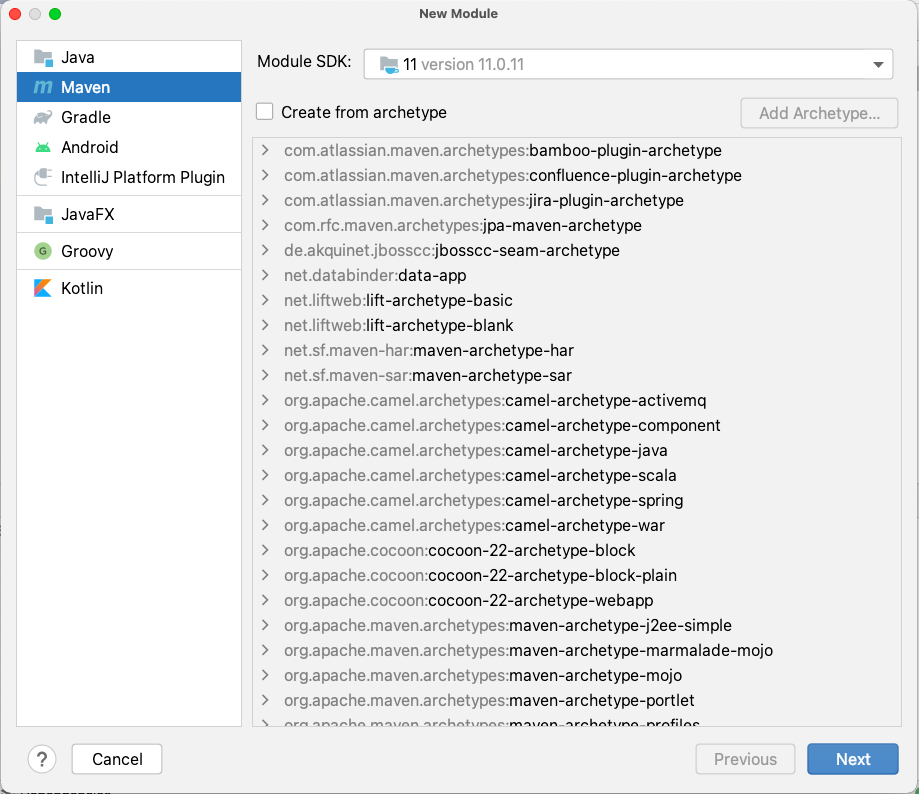 New Module
Java
Maven
Gradle
Android
IntelliJ Platform Plugin
JavaFX
Groovy
Kotlin
Module SDK: 11 version 11.0.11
Create from archetype
Add Archetype...
com.atlassian.maven.archetypes:bamboo-plugin-archetype
com.atlassian.maven.archetypes:confluence-plugin-archetype
com.atlassian.maven.archetypes:jira-plugin-archetype
com.rfc.maven.archetypes:jpa-maven-archetype
de.akquinet.jbosscc:jbosscc-seam-archetype
net.databinder:data-app
net.liftweb:lift-archetype-basic
net.liftweb:lift-archetype-blank
net.sf.maven-har:maven-archetype-har
net.sf.maven-sar:maven-archetype-sar
org.apache.camel.archetypes:camel-archetype-activemq
org.apache.camel.archetypes:camel-archetype-component
org.apache.camel.archetypes:camel-archetype-java
org.apache.camel.archetypes:camel-archetype-scala
org.apache.camel.archetypes:camel-archetype-spring
org.apache.camel.archetypes:camel-archetype-war
org.apache.cocoon:cocoon-22-archetype-block
org.apache.cocoon:cocoon-22-archetype-block-plain
org.apache.cocoon:cocoon-22-archetype-webapp
org.apache.maven.archetypes:maven-archetype-j2ee-simple
org.apache.maven.archetypes:maven-archetype-marmalade-mojo
org.apache.maven.archetypes:maven-archetype-mojo
org.apache.maven.archetypes:maven-archetype-portlet
org.apache.maven.archetypes:maven-archetype-profiles
?
Cancel
Previous
Next